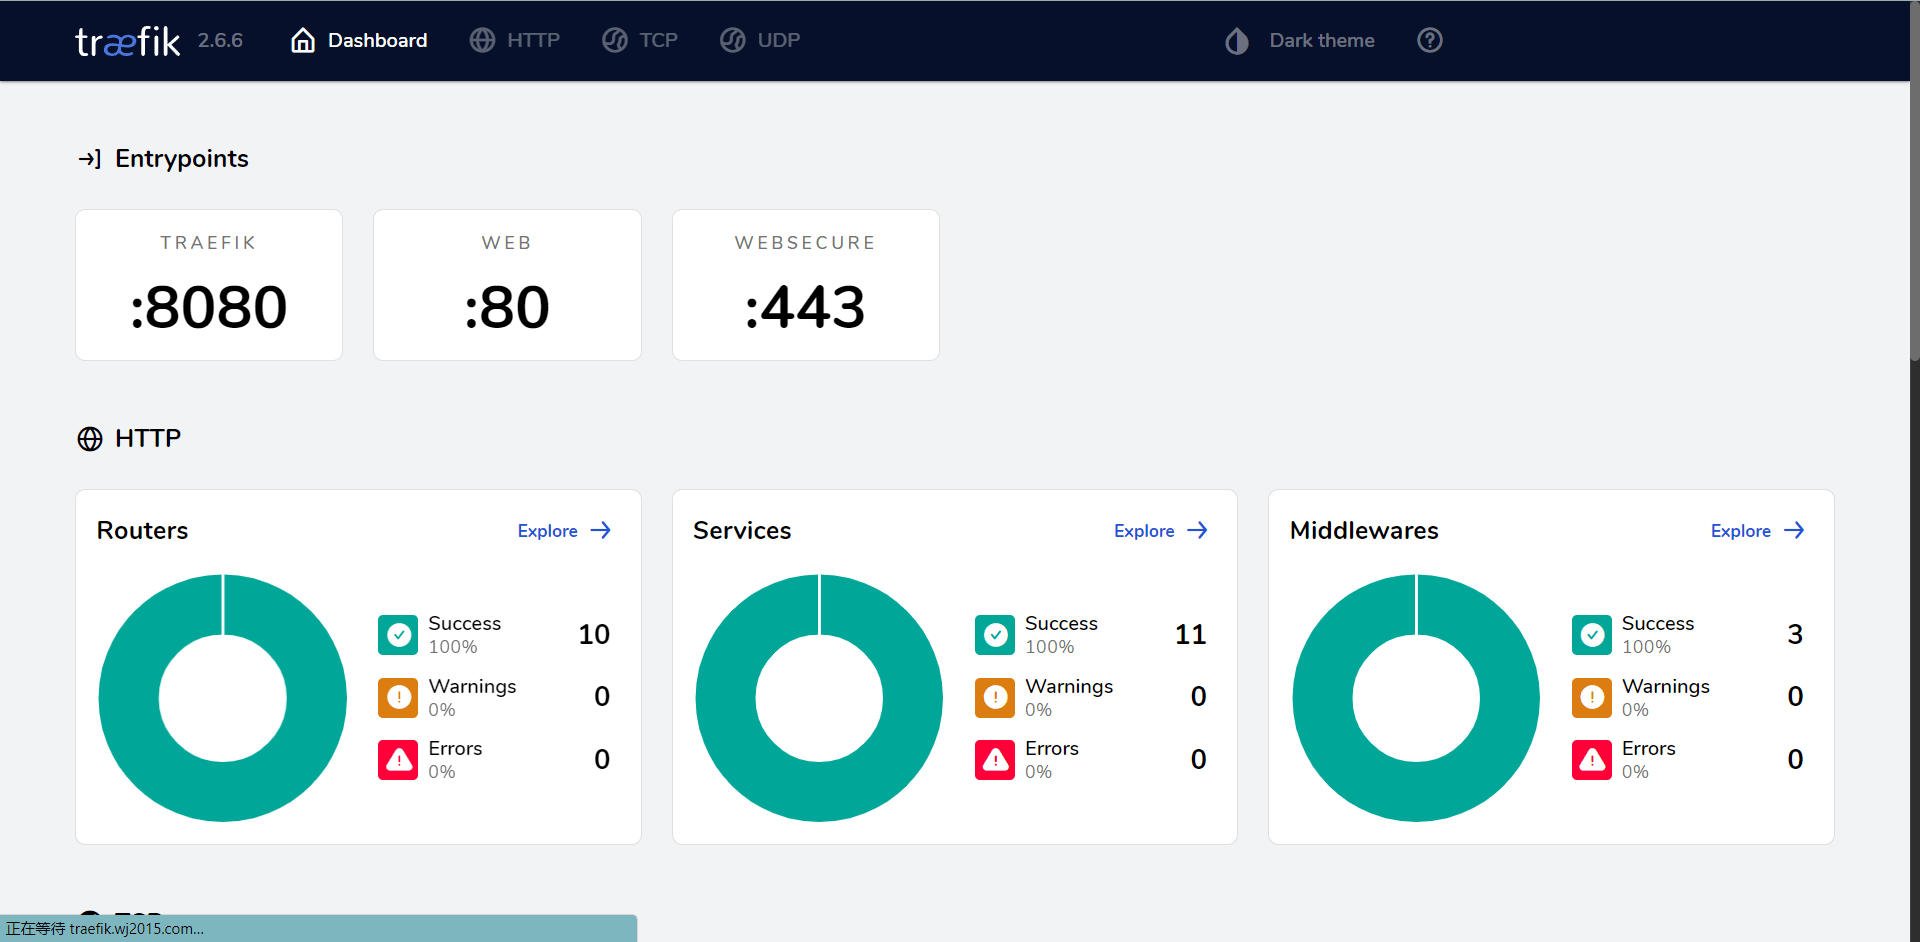 træfik 2.6.6 Dashboard HTTP TCP UDP Dark theme
Entrypoints
TRAEFIK
:8080
WEB
:80
WEBSECURE
:443
HTTP
Routers Explore
Success 10
100%
Warnings 0
0%
Errors 0
0%
Services Explore
Success 11
100%
Warnings 0
0%
Errors 0
0%
Middlewares Explore
Success 3
100%
Warnings 0
0%
Errors 0
0%
TCP
正在等待 traefik.wj2015.com...